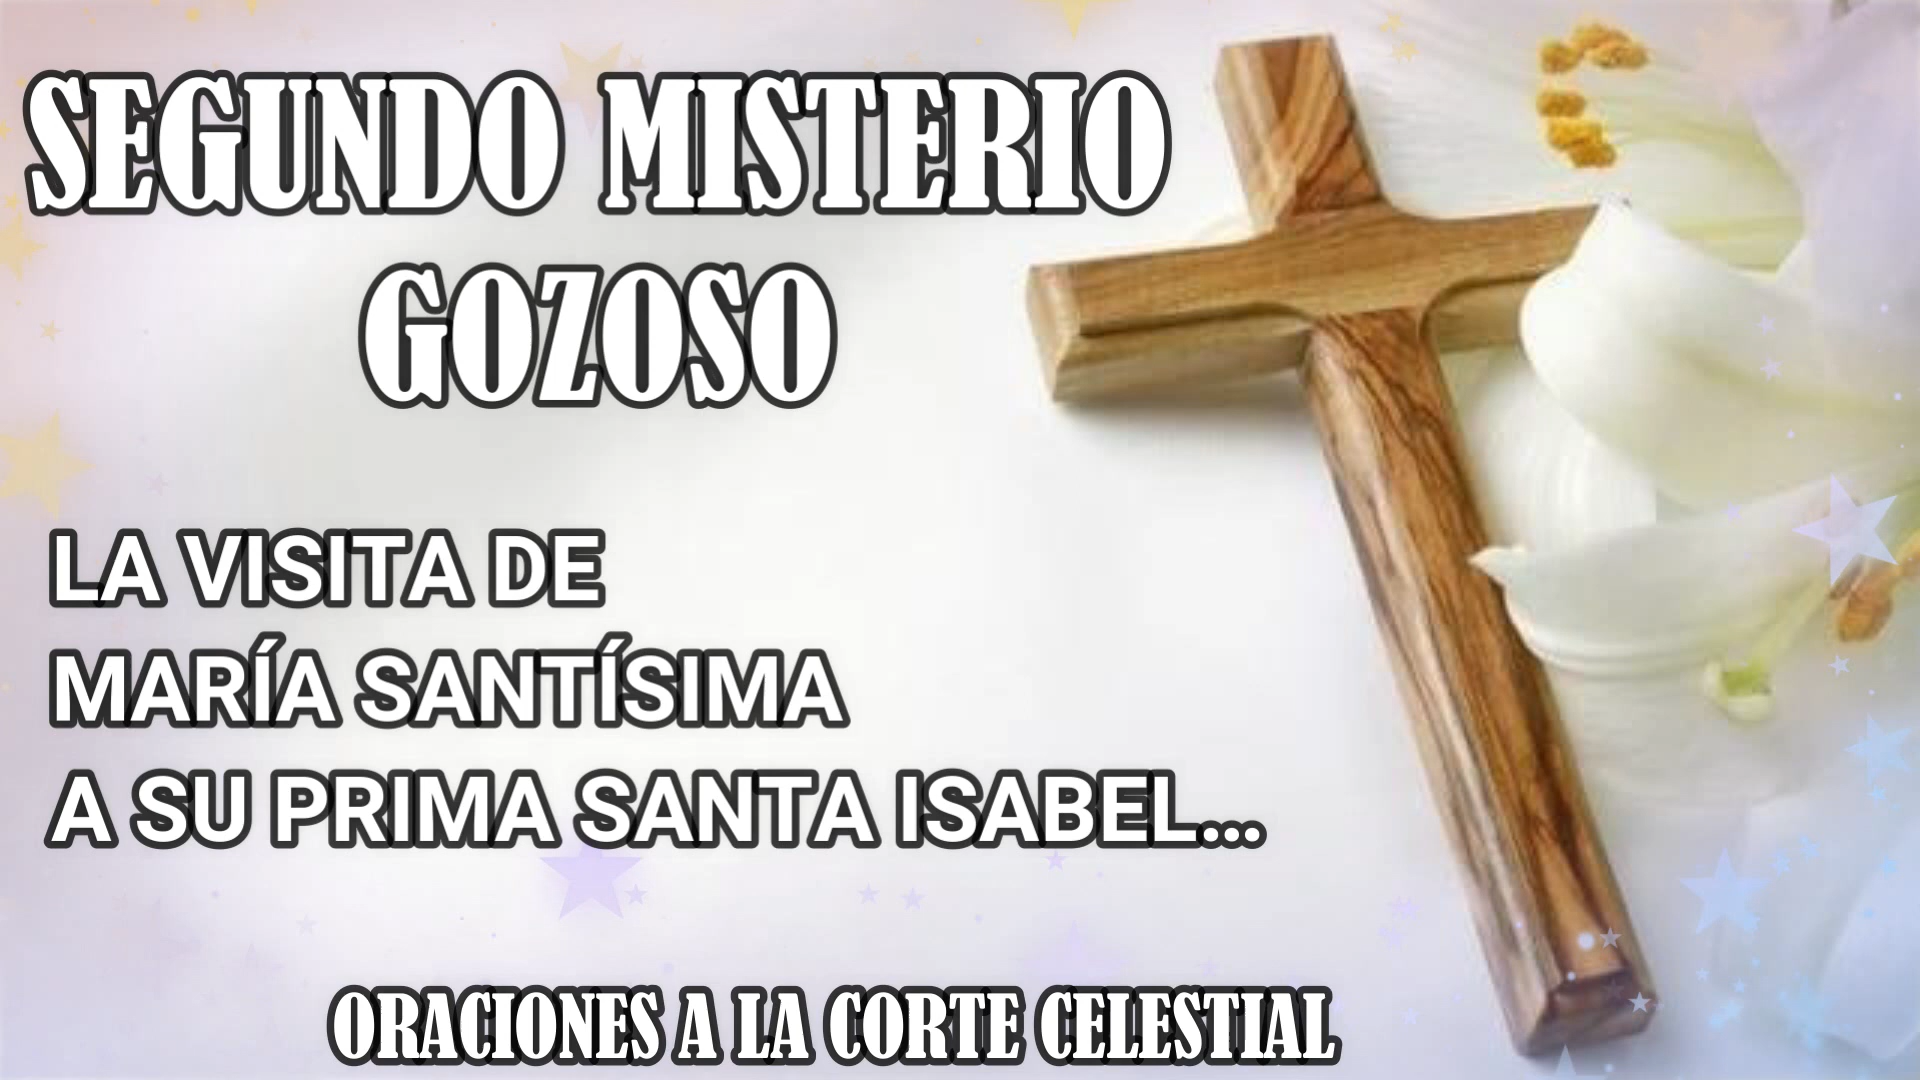 SEGUNDO MISTERIO
GOZOSO
LA VISITA DE
MARÍA SANTÍSIMA
A SU PRIMA SANTA ISABEL...
ORACIONES A LA CORTE CELESTIAL